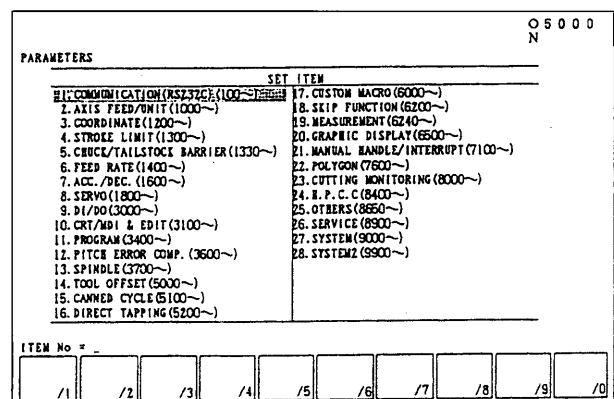 O 5 0 0 0
N
PARAMETERS
SET ITEM
1. COMMUNICATION(RS232C)(100~)
2. AXIS FEED/UNIT(1000~)
3. COORDINATE(1200~)
4. STROKE LIMIT(1300~)
5. CHUCK/TAILSTOCK BARRIER(1330~)
6. FEED RATE(1400~)
7. ACC./DEC.(1600~)
8. SERVO(1800~)
9. DI/DO(3000~)
10. CRT/MDI & EDIT(3100~)
11. PROGRAM(3400~)
12. PITCH ERROR COMP.(3600~)
13. SPINDLE(3700~)
14. TOOL OFFSET(5000~)
15. CANNED CYCLE(5100~)
16. DIRECT TAPPING(5200~)
17. CUSTOM MACRO(6000~)
18. SKIP FUNCTION(6200~)
19. MEASUREMENT(6240~)
20. GRAPHIC DISPLAY(6500~)
21. MANUAL HANDLE/INTERRUPT(7100~)
22. POLYGON(7600~)
23. CUTTING MONITORING(8000~)
24. H.P.C.C(8400~)
25. OTHERS(8650~)
26. SERVICE(8900~)
27. SYSTEM(9000~)
28. SYSTEM2(9900~)
ITEM No = _
/1 /2 /3 /4 /5 /6 /7 /8 /9 /0